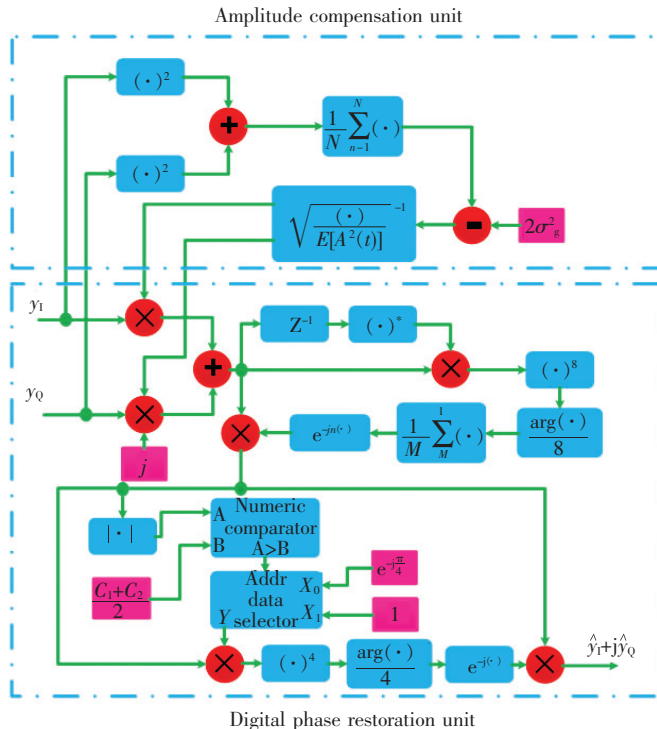 Amplitude compensation unit
(·)²
+
1/N ∑_{n-1}^{N} (·)
(·)²
√((·)/E[A²(t)])⁻¹
-
2σ²_g
y_I
×
Z⁻¹
(·)*
+
×
(·)⁸
y_Q
×
×
e^{-jn(·)}
1/M ∑_{M}^{1} (·)
arg(·)/8
j
|·|
A Numeric
B comparator
A>B
(C₁+C₂)/2
Addr X₀
data
Y selector X₁
e^{-jπ/4}
1
×
(·)⁴
arg(·)/4
e^{-j(·)}
×
ŷ_I+jŷ_Q
Digital phase restoration unit